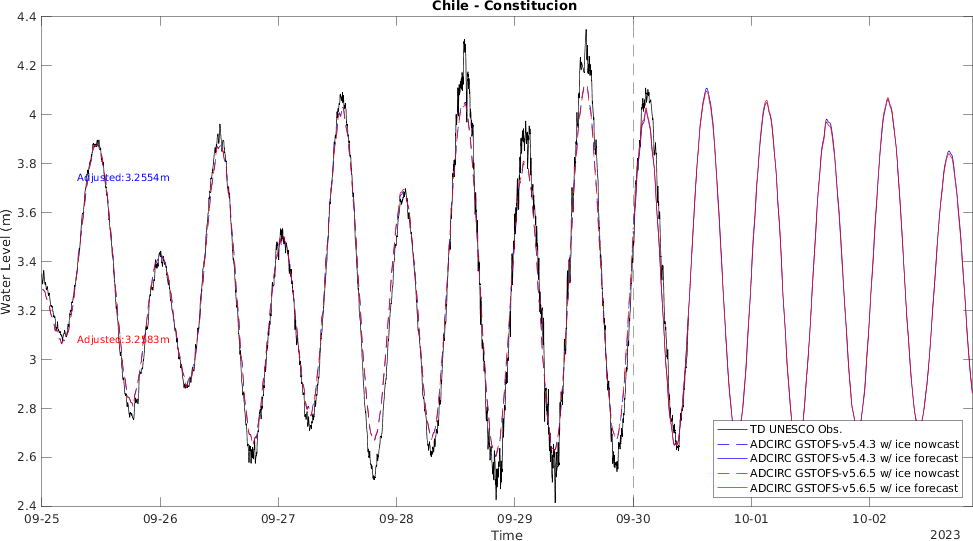 Chile - Constitucion
4.4
4.2
4
3.8
3.6
3.4
3.2
3
2.8
2.6
2.4
Water Level (m)
Adjusted:3.2554m
Adjusted:3.2583m
TD UNESCO Obs.
ADCIRC GSTOFS-v5.4.3 w/ ice nowcast
ADCIRC GSTOFS-v5.4.3 w/ ice forecast
ADCIRC GSTOFS-v5.6.5 w/ ice nowcast
ADCIRC GSTOFS-v5.6.5 w/ ice forecast
09-25 09-26 09-27 09-28 09-29 09-30 10-01 10-02
Time
2023